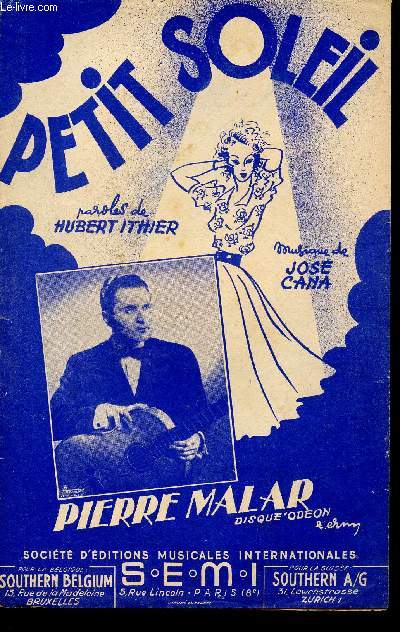 Le-livre.com
PETIT SOLEIL
paroles de
HUBERT ITHIER
Musique de
JOSÉ
CANA
PIERRE MALAR
DISQUE "ODEON
SOCIÉTÉ D'ÉDITIONS MUSICALES INTERNATIONALES
POUR LA BELGIQUE:
SOUTHERN BELGIUM
13, Rue de la Madeleine
BRUXELLES
S.E.M.I
5, Rue Lincoln - PARIS (8e)
POUR LA SUISSE:
SOUTHERN A/G
ZURICH 1